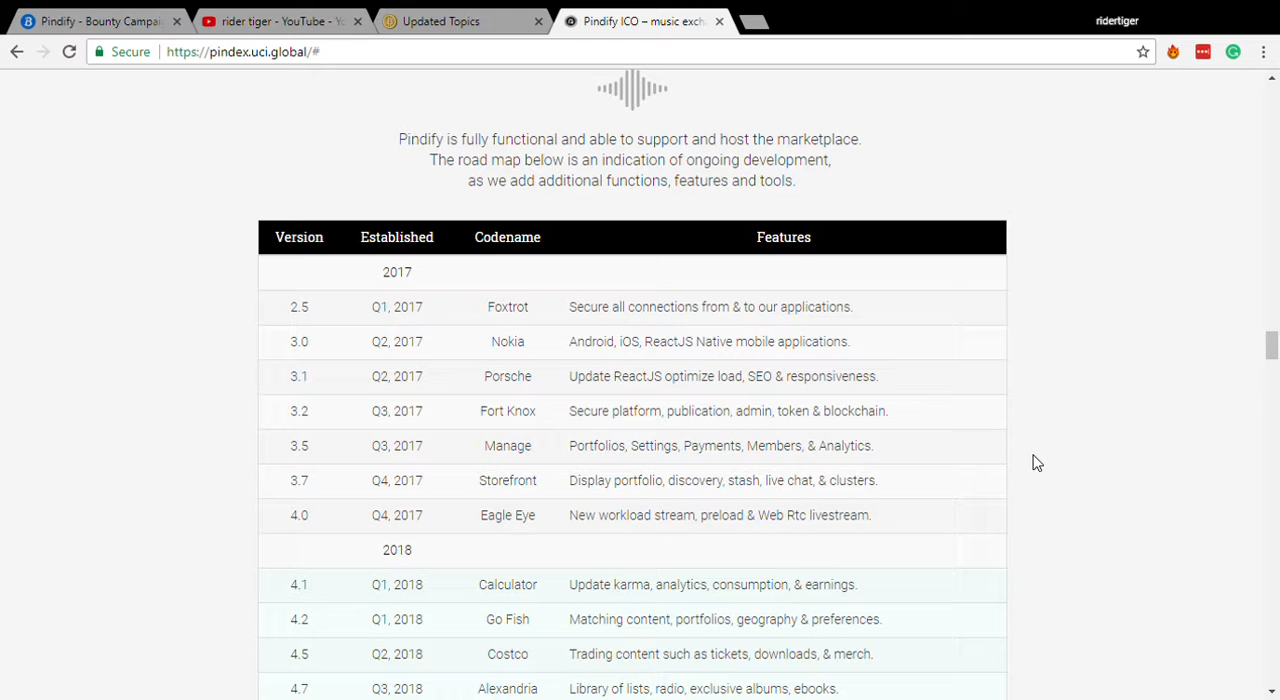 Pindify - Bounty Campai
rider tiger - YouTube - Yo
Updated Topics
Pindify ICO – music exch
ridertiger
Secure
https://pindex.uci.global/#
Pindify is fully functional and able to support and host the marketplace.
The road map below is an indication of ongoing development,
as we add additional functions, features and tools.
Version Established Codename Features
2017
2.5 Q1, 2017 Foxtrot Secure all connections from & to our applications.
3.0 Q2, 2017 Nokia Android, iOS, ReactJS Native mobile applications.
3.1 Q2, 2017 Porsche Update ReactJS optimize load, SEO & responsiveness.
3.2 Q3, 2017 Fort Knox Secure platform, publication, admin, token & blockchain.
3.5 Q3, 2017 Manage Portfolios, Settings, Payments, Members, & Analytics.
3.7 Q4, 2017 Storefront Display portfolio, discovery, stash, live chat, & clusters.
4.0 Q4, 2017 Eagle Eye New workload stream, preload & Web Rtc livestream.
2018
4.1 Q1, 2018 Calculator Update karma, analytics, consumption, & earnings.
4.2 Q1, 2018 Go Fish Matching content, portfolios, geography & preferences.
4.5 Q2, 2018 Costco Trading content such as tickets, downloads, & merch.
4.7 Q3, 2018 Alexandria Library of lists, radio, exclusive albums, ebooks.